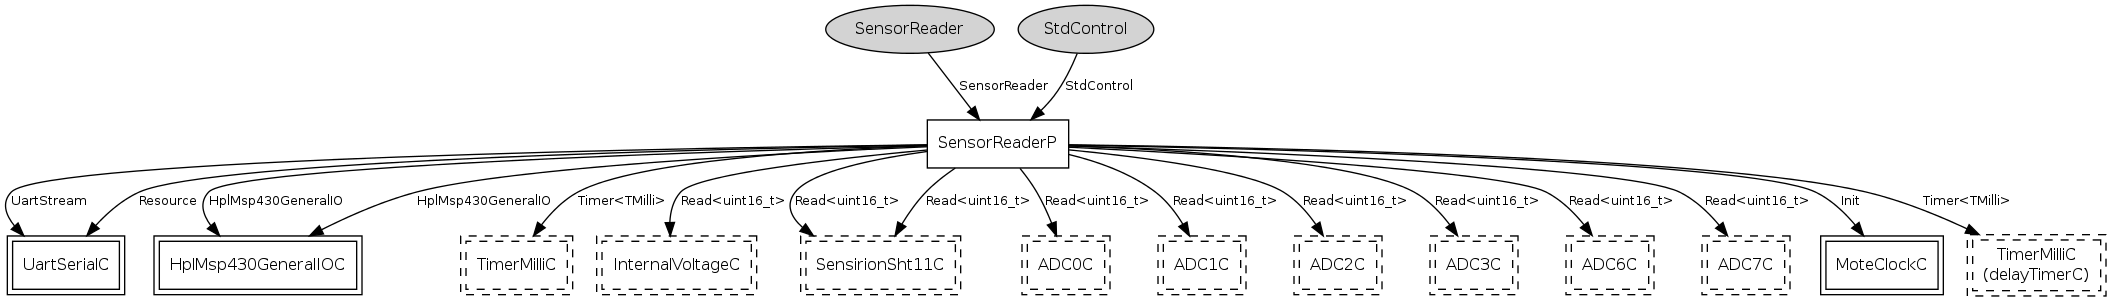 SensorReader
StdControl
SensorReader
StdControl
SensorReaderP
UartStream
Resource
HplMsp430GeneralIO
HplMsp430GeneralIO
Timer<TMilli>
Read<uint16_t>
Read<uint16_t>
Read<uint16_t>
Read<uint16_t>
Read<uint16_t>
Read<uint16_t>
Read<uint16_t>
Read<uint16_t>
Read<uint16_t>
Init
Timer<TMilli>
UartSerialC
HplMsp430GeneralIOC
TimerMilliC
InternalVoltageC
SensirionSht11C
ADC0C
ADC1C
ADC2C
ADC3C
ADC6C
ADC7C
MoteClockC
TimerMilliC
(delayTimerC)